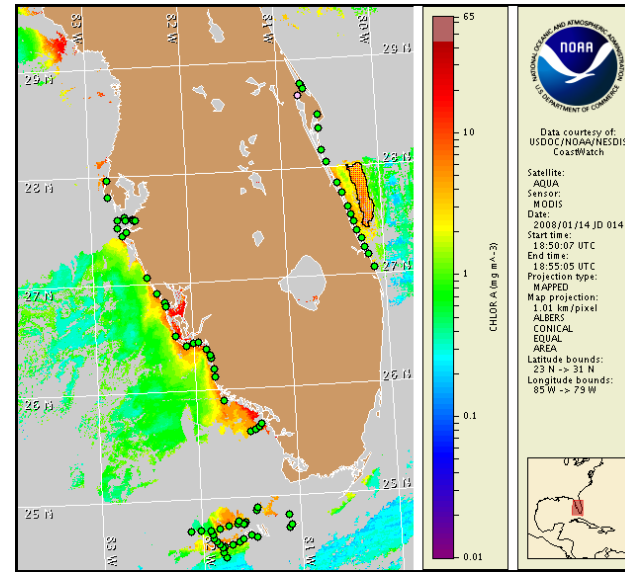 83 W
82 W
81 W
80 W
29 N
29 N
28 N
28 N
27 N
27 N
26 N
26 N
25 N
25 N
83 W
82 W
81 W
65
10
1
0.1
0.01
CHLOR A (mg m^-3)
NATIONAL OCEANIC AND ATMOSPHERIC ADMINISTRATION
NOAA
U.S. DEPARTMENT OF COMMERCE
Data courtesy of:
USDOC/NOAA/NESDIS
CoastWatch
Satellite:
AQUA
Sensor:
MODIS
Date:
2008/01/14 JD 014
Start time:
18:50:07 UTC
End time:
18:55:05 UTC
Projection type:
MAPPED
Map projection:
1.01 km/pixel
ALBERS
CONICAL
EQUAL
AREA
Latitude bounds:
23 N -> 31 N
Longitude bounds:
85 W -> 79 W